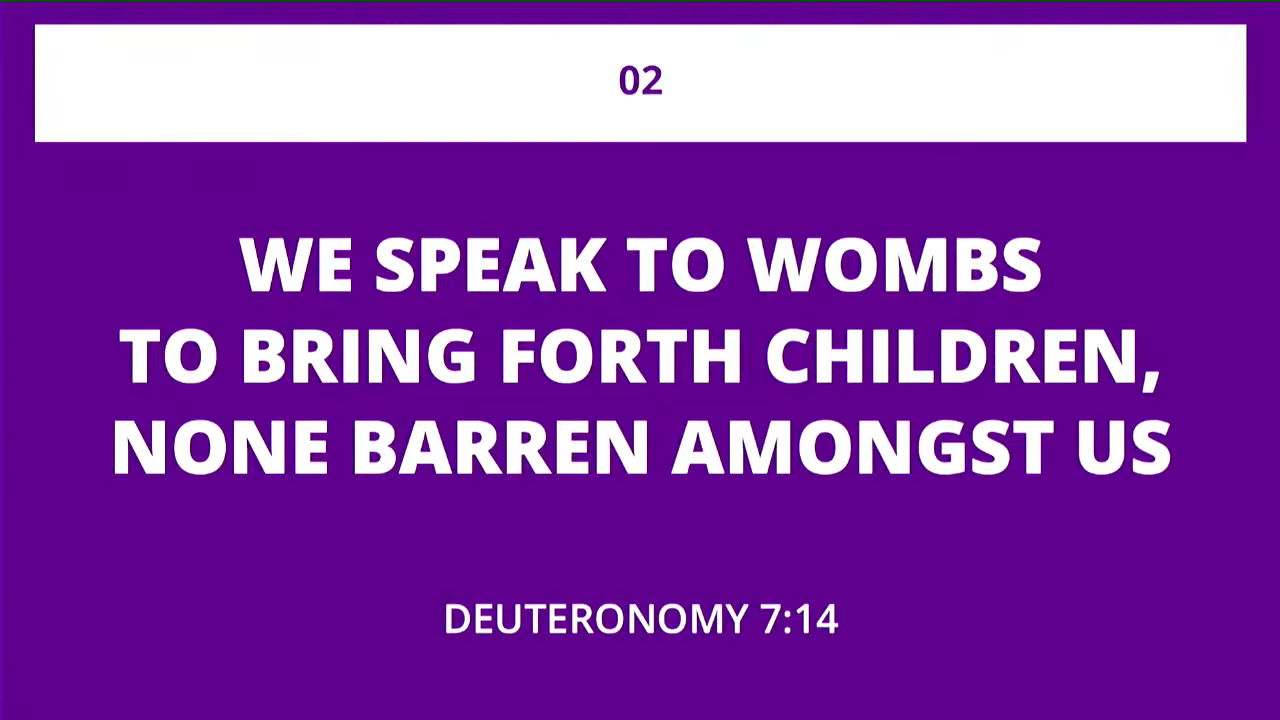 02
WE SPEAK TO WOMBS
TO BRING FORTH CHILDREN,
NONE BARREN AMONGST US
DEUTERONOMY 7:14